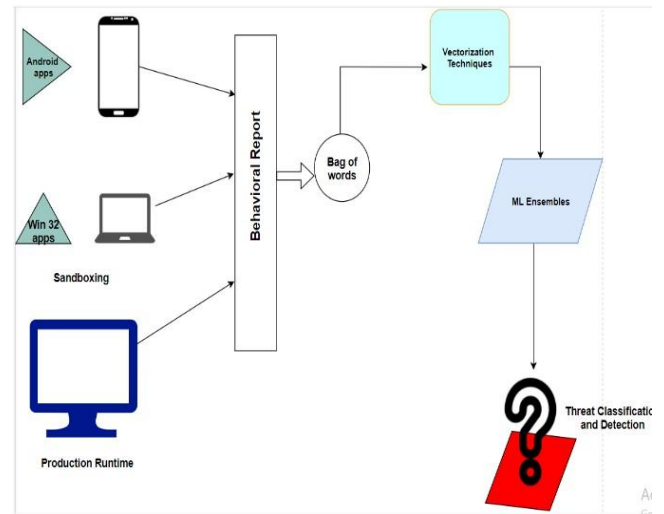 Android
apps
Win 32
apps
Sandboxing
Production Runtime
Behavioral Report
Bag of
words
Vectorization
Techniques
ML Ensembles
Threat Classification
and Detection